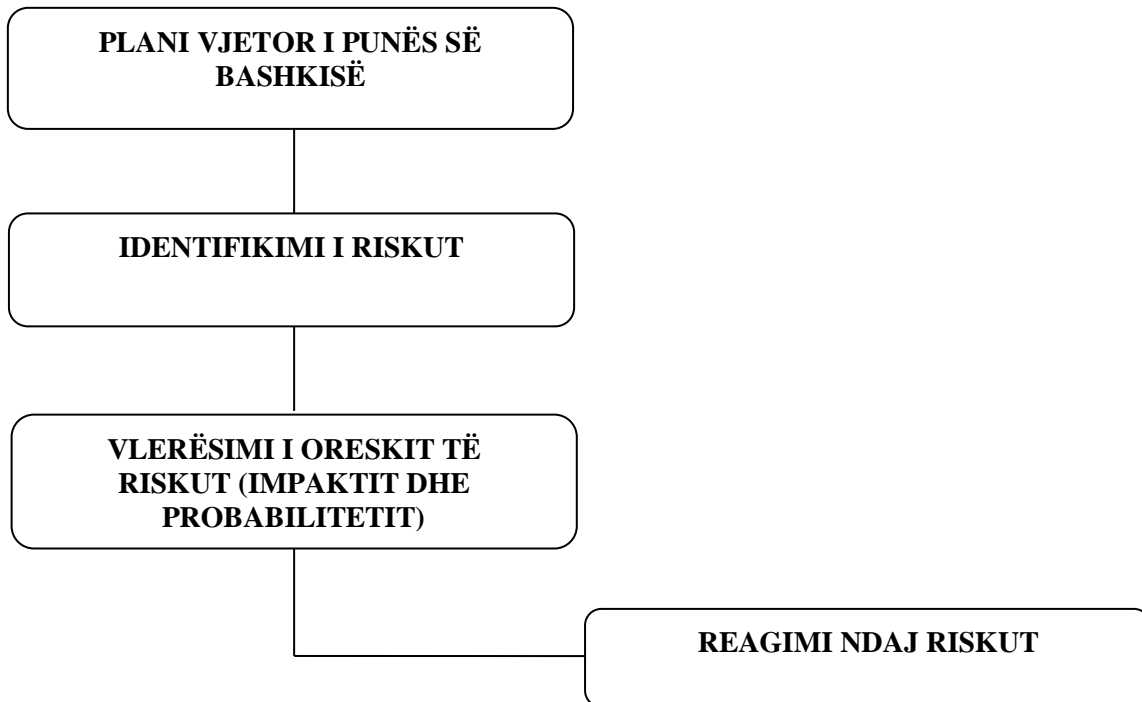 PLANI VJETOR I PUNËS SË
BASHKISË
IDENTIFIKIMI I RISKUT
VLERËSIMI I ORESKIT TË
RISKUT (IMPAKTIT DHE
PROBABILITETIT)
REAGIMI NDAJ RISKUT